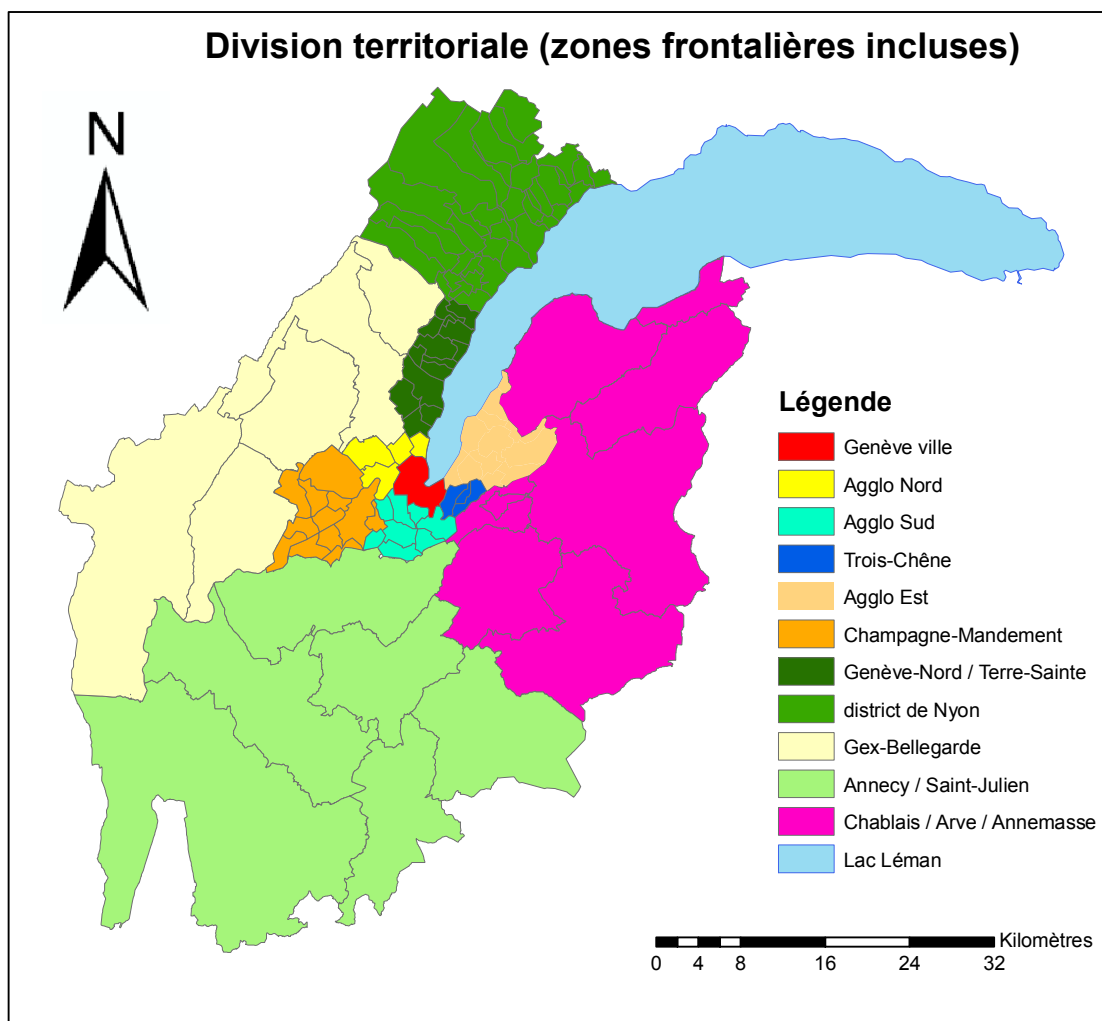 Division territoriale (zones frontalières incluses)
N
Légende
Genève ville
Agglo Nord
Agglo Sud
Trois-Chêne
Agglo Est
Champagne-Mandement
Genève-Nord / Terre-Sainte
district de Nyon
Gex-Bellegarde
Annecy / Saint-Julien
Chablais / Arve / Annemasse
Lac Léman
Kilomètres
0 4 8 16 24 32